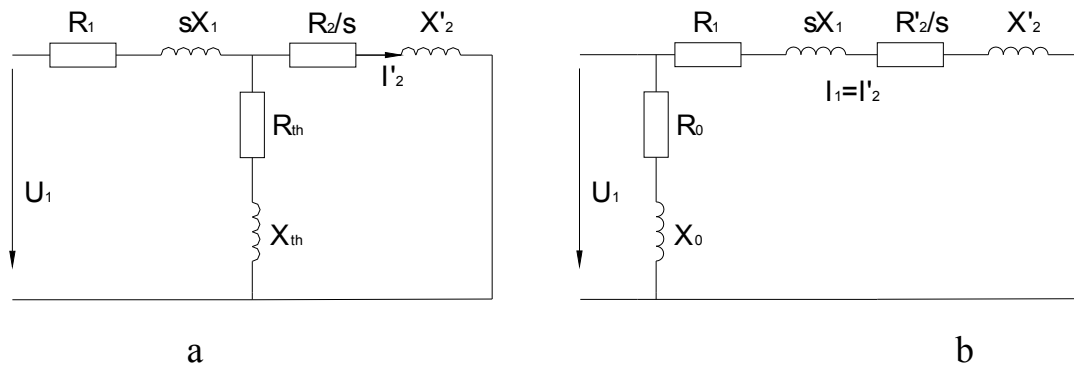 R₁ sX₁ R₂/s X'₂ R₁ sX₁ R'₂/s X'₂
I'₂ I₁=I'₂
Rth R₀
U₁ U₁
Xth X₀
a b